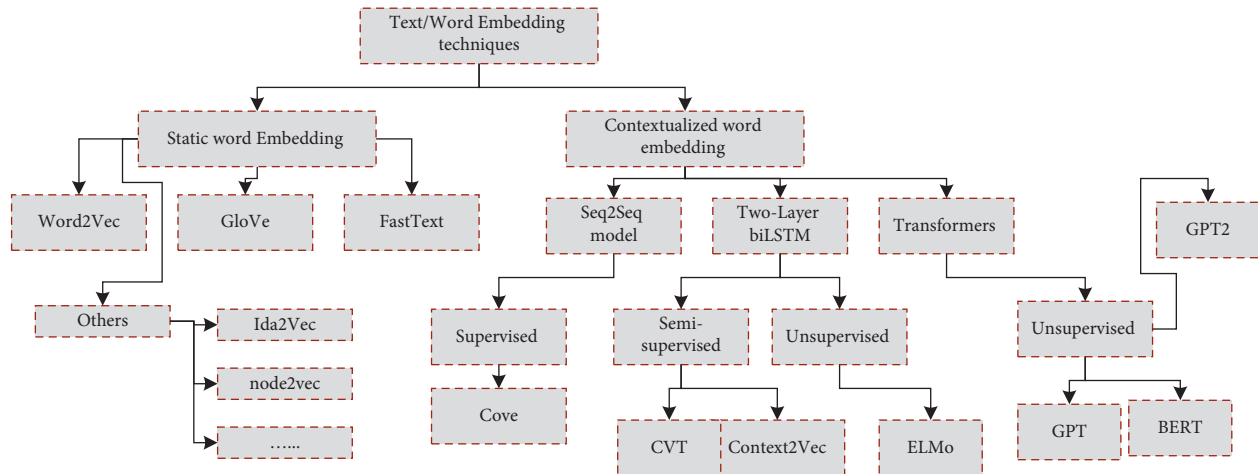 Text/Word Embedding
techniques
Static word Embedding
Contextualized word
embedding
Word2Vec
GloVe
FastText
Seq2Seq
model
Two-Layer
biLSTM
Transformers
GPT2
Others
Ida2Vec
node2vec
…...
Supervised
Semi-
supervised
Unsupervised
Unsupervised
Cove
CVT
Context2Vec
ELMo
GPT
BERT